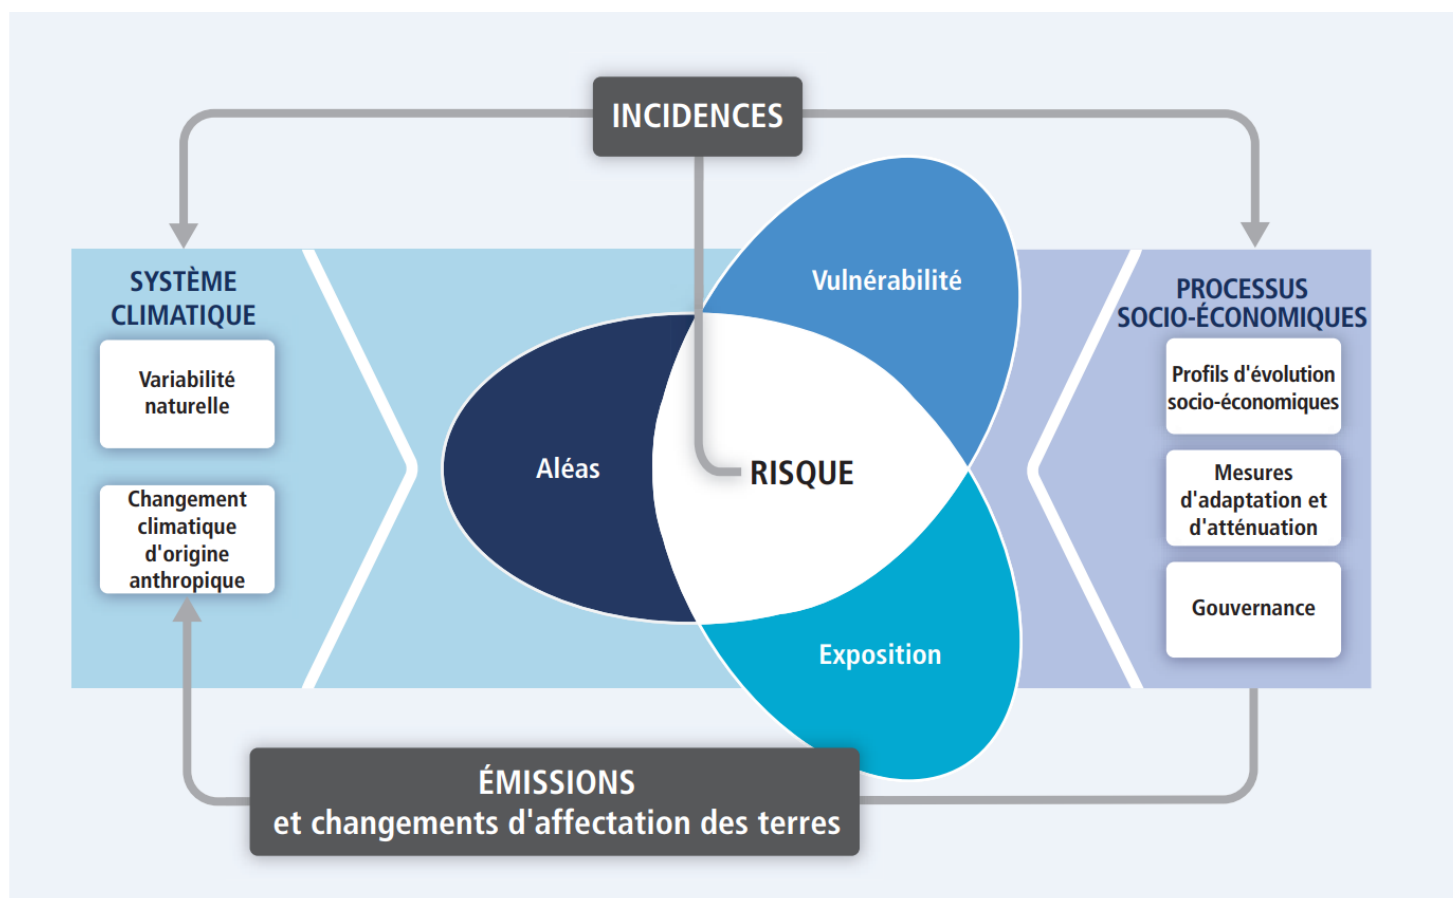 INCIDENCES
SYSTÈME
CLIMATIQUE
Variabilité
naturelle
Changement
climatique
d'origine
anthropique
Aléas
Vulnérabilité
RISQUE
Exposition
PROCESSUS
SOCIO-ÉCONOMIQUES
Profils d'évolution
socio-économiques
Mesures
d'adaptation et
d'atténuation
Gouvernance
ÉMISSIONS
et changements d'affectation des terres